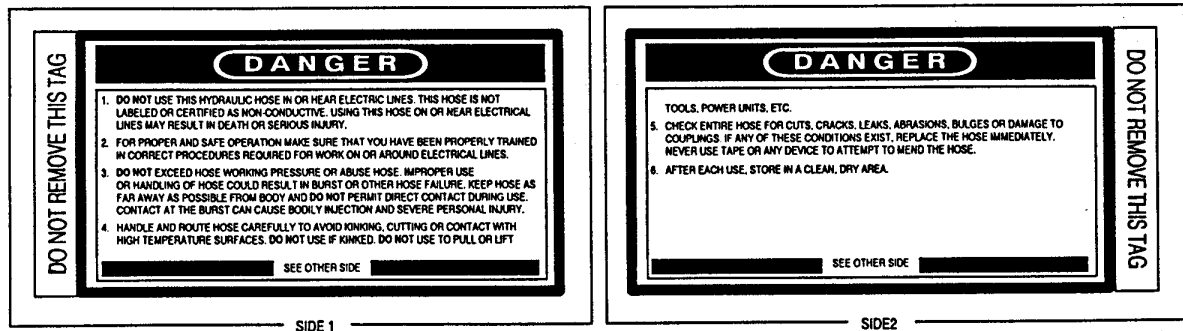 DO NOT REMOVE THIS TAG
DANGER
1. DO NOT USE THIS HYDRAULIC HOSE IN OR HEAR ELECTRIC LINES. THIS HOSE IS NOT
LABELED OR CERTIFIED AS NON-CONDUCTIVE. USING THIS HOSE ON OR NEAR ELECTRICAL
LINES MAY RESULT IN DEATH OR SERIOUS INJURY.
2. FOR PROPER AND SAFE OPERATION MAKE SURE THAT YOU HAVE BEEN PROPERLY TRAINED
IN CORRECT PROCEDURES REQUIRED FOR WORK ON OR AROUND ELECTRICAL LINES.
3. DO NOT EXCEED HOSE WORKING PRESSURE OR ABUSE HOSE. IMPROPER USE
OR HANDLING OF HOSE COULD RESULT IN BURST OR OTHER HOSE FAILURE. KEEP HOSE AS
FAR AWAY AS POSSIBLE FROM BODY AND DO NOT PERMIT DIRECT CONTACT DURING USE.
CONTACT AT THE BURST CAN CAUSE BODILY INJECTION AND SEVERE PERSONAL INJURY.
4. HANDLE AND ROUTE HOSE CAREFULLY TO AVOID KINKING, CUTTING OR CONTACT WITH
HIGH TEMPERATURE SURFACES. DO NOT USE IF KINKED. DO NOT USE TO PULL OR LIFT
SEE OTHER SIDE
SIDE 1
DANGER
TOOLS, POWER UNITS, ETC.
5. CHECK ENTIRE HOSE FOR CUTS, CRACKS, LEAKS, ABRASIONS, BULGES OR DAMAGE TO
COUPLINGS. IF ANY OF THESE CONDITIONS EXIST, REPLACE THE HOSE IMMEDIATELY.
NEVER USE TAPE OR ANY DEVICE TO ATTEMPT TO MEND THE HOSE.
6. AFTER EACH USE, STORE IN A CLEAN, DRY AREA.
SEE OTHER SIDE
DO NOT REMOVE THIS TAG
SIDE2